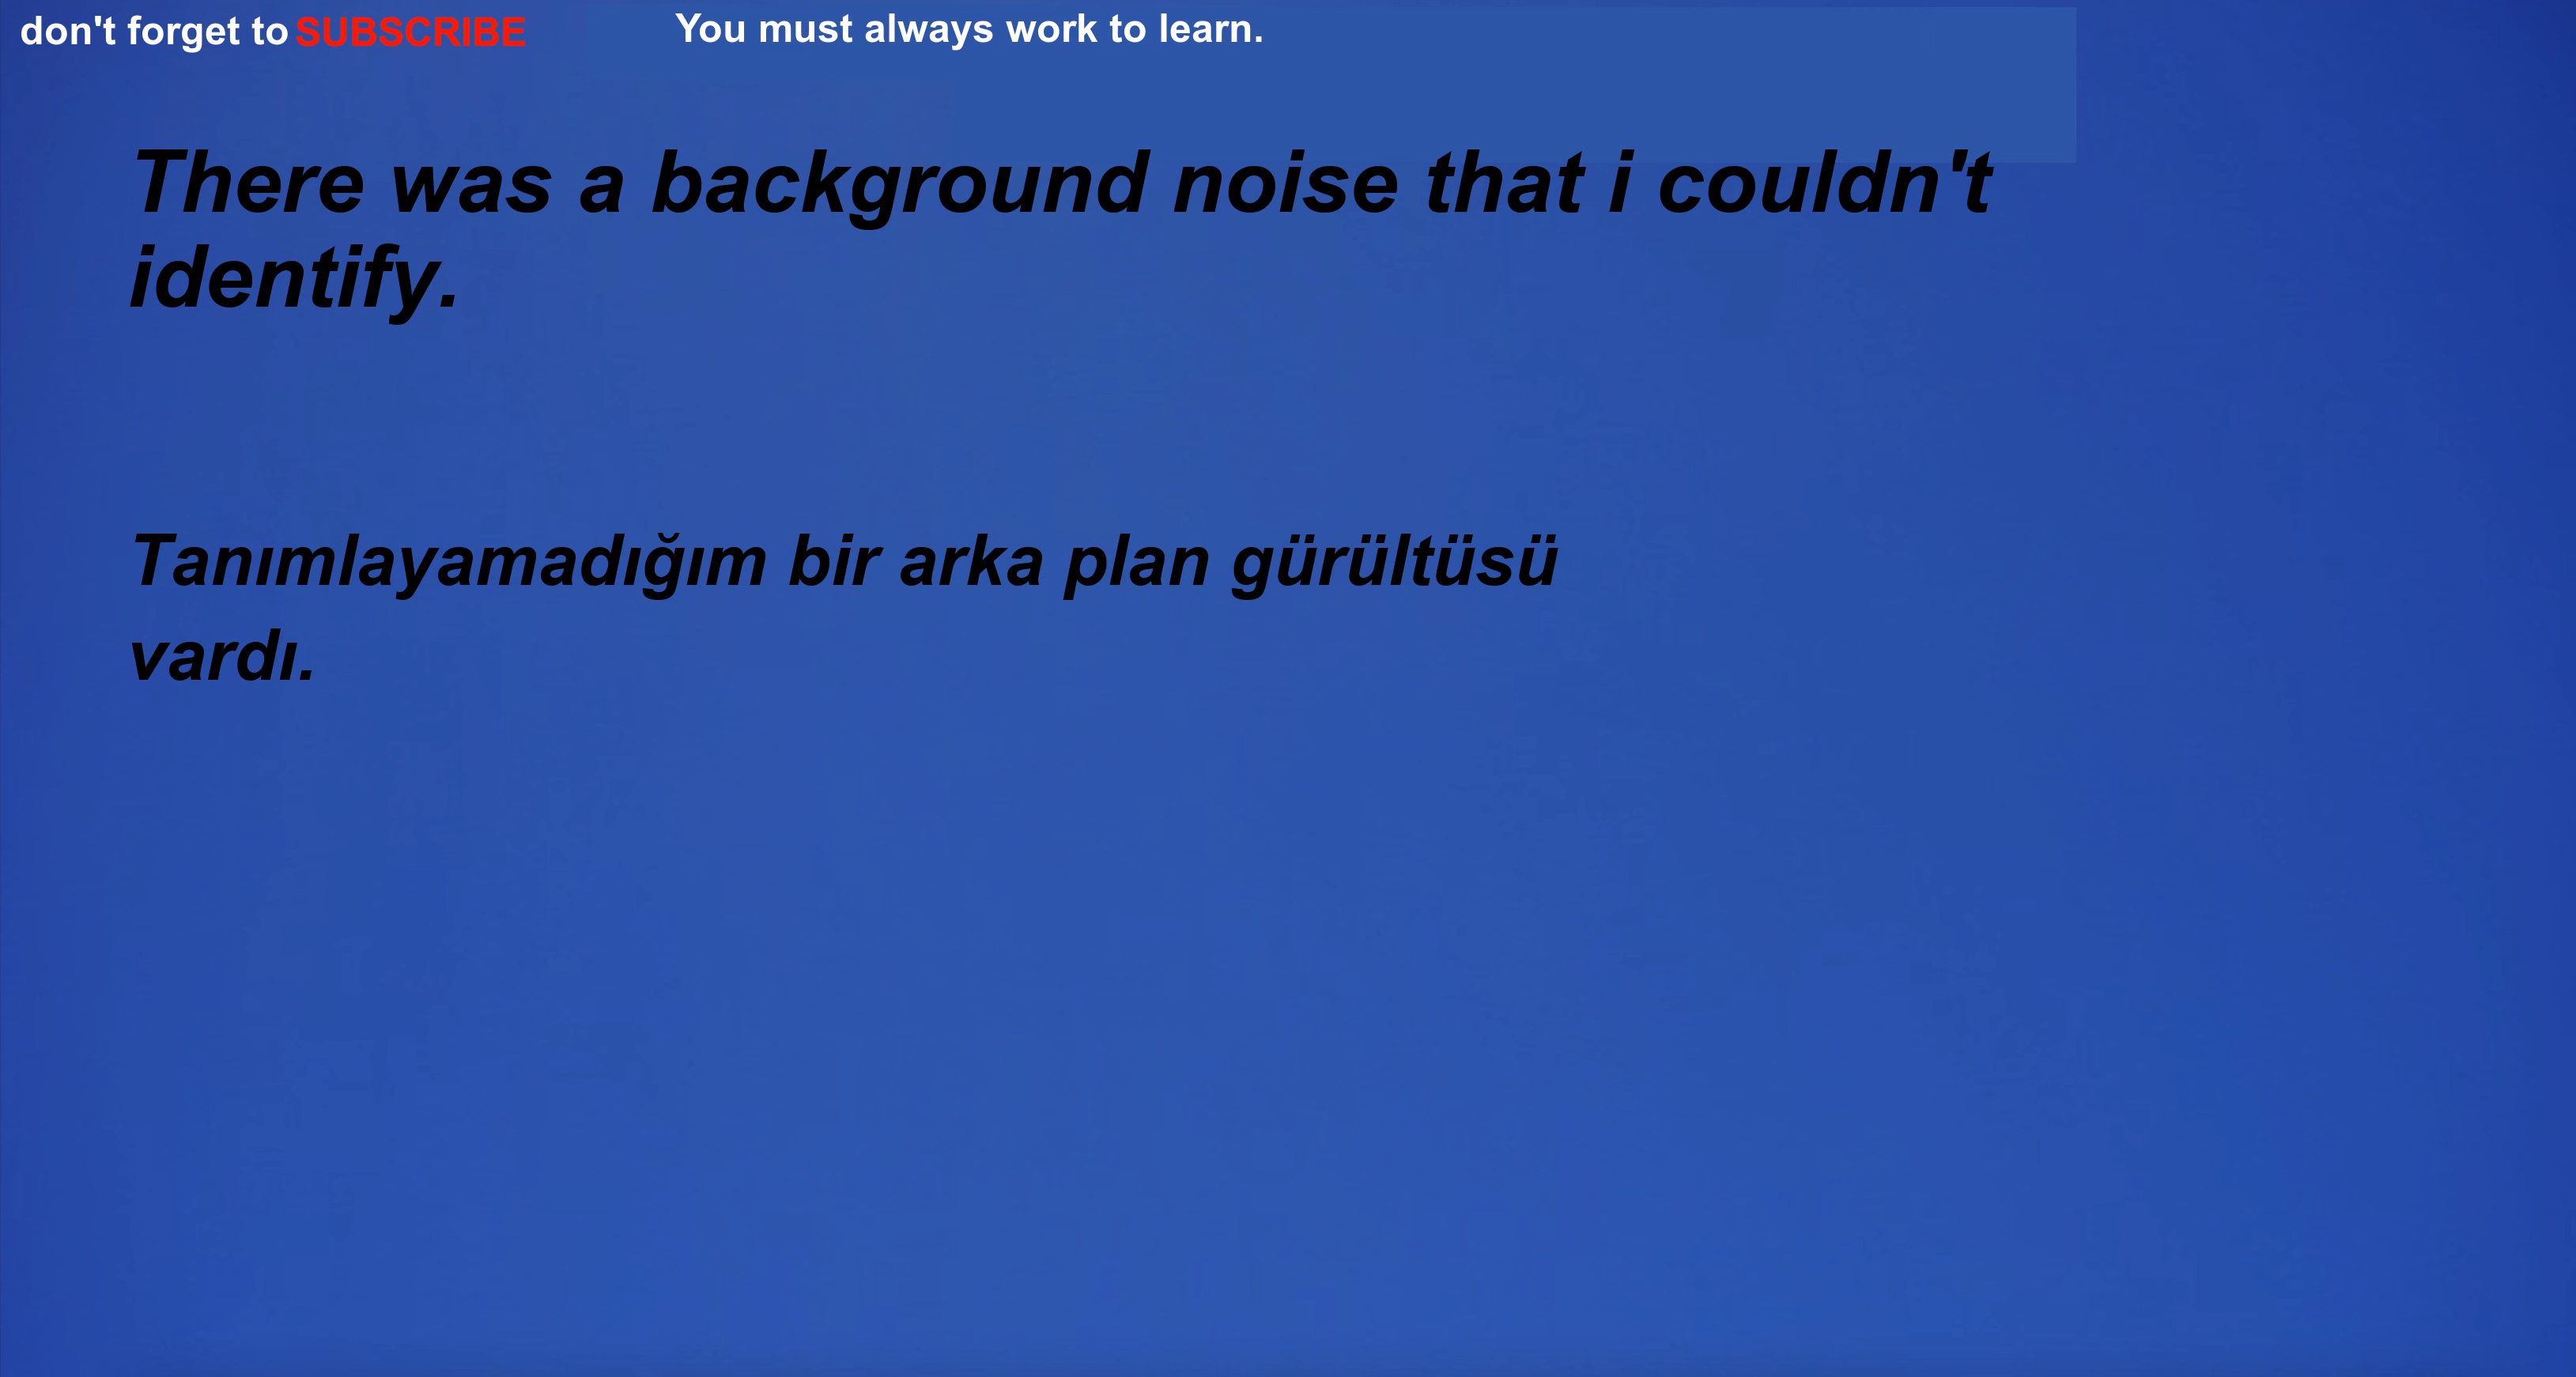 don't forget to SUBSCRIBE
You must always work to learn.
There was a background noise that i couldn't
identify.
Tanımlayamadığım bir arka plan gürültüsü
vardı.